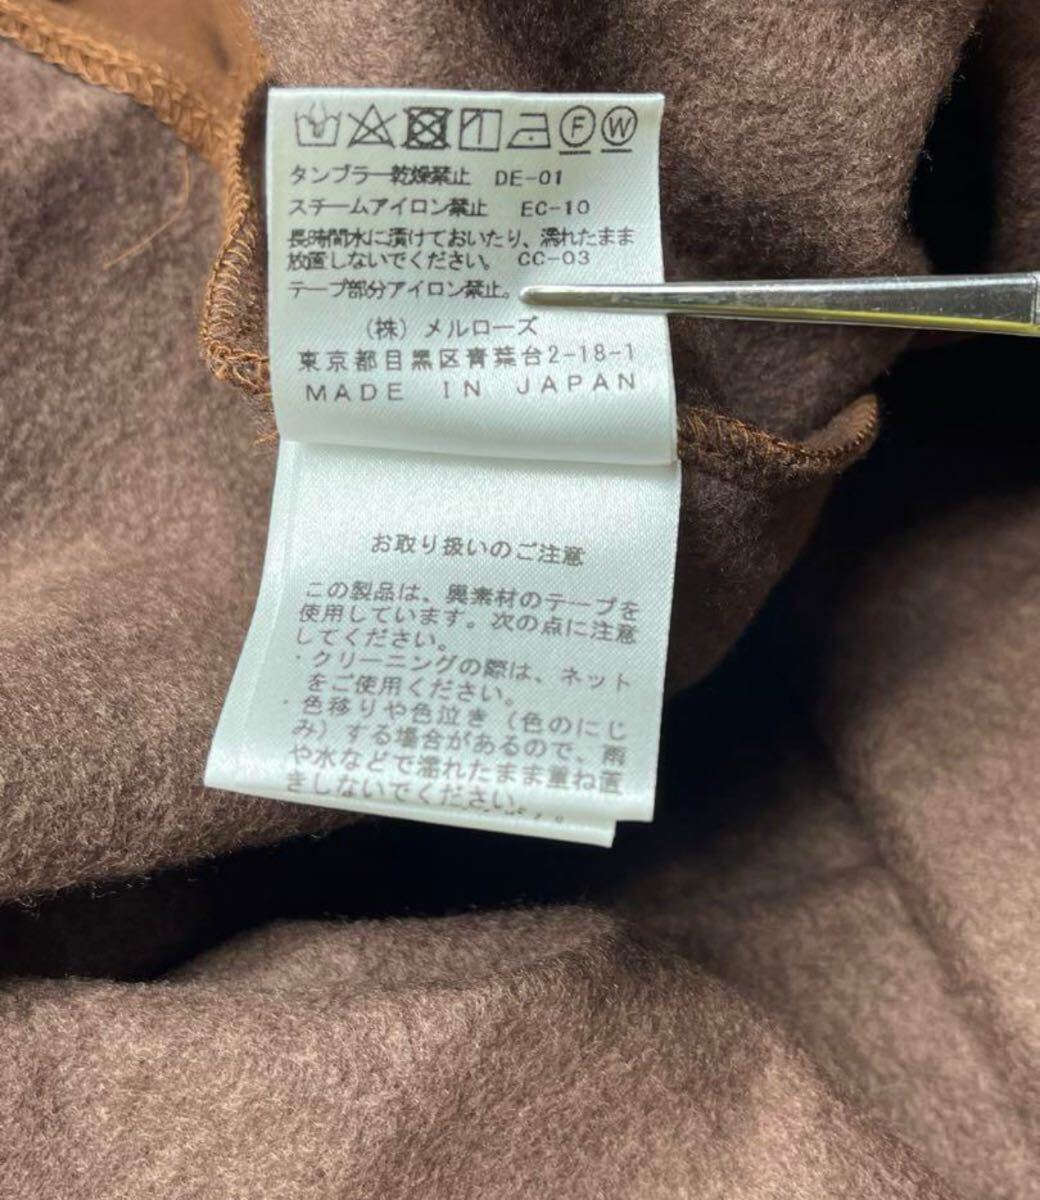 F W
タンブラー乾燥禁止 DE-01
スチームアイロン禁止 EC-10
長時間水に漬けておいたり、濡れたまま
放置しないでください。 CC-03
テープ部分アイロン禁止。
(株) メルローズ
東京都目黒区青葉台2-18-1
MADE IN JAPAN
お取り扱いのご注意
この製品は、異素材のテープを
使用しています。次の点に注意
してください。
・クリーニングの際は、ネット
をご使用ください。
・色移りや色泣き（色のにじ
み）する場合があるので、雨
や水などで濡れたまま重ね置
きしないでください。